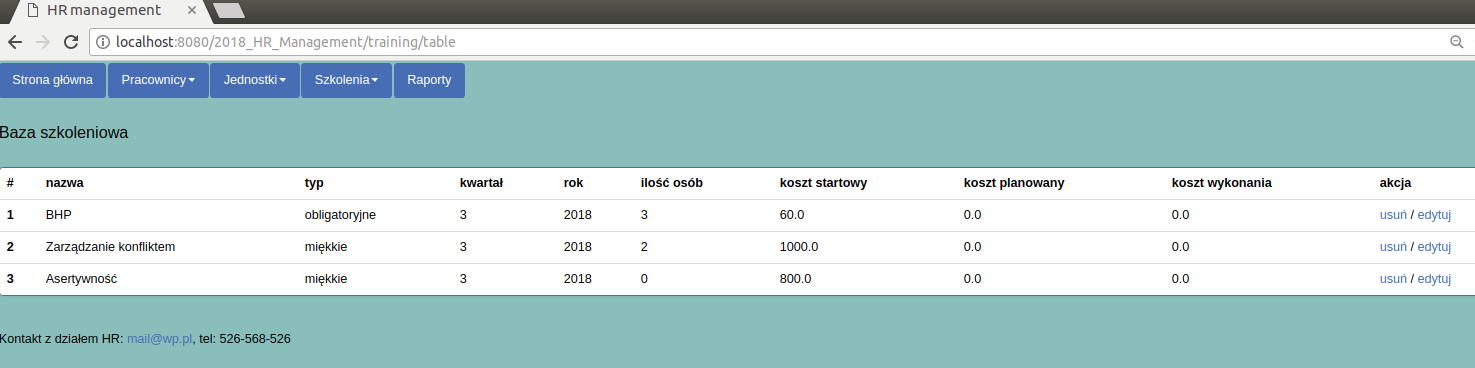 HR management
localhost:8080/2018_HR_Management/training/table
Strona główna Pracownicy Jednostki Szkolenia Raporty
Baza szkoleniowa
# nazwa typ kwartał rok ilość osób koszt startowy koszt planowany koszt wykonania akcja
1 BHP obligatoryjne 3 2018 3 60.0 0.0 0.0 usuń / edytuj
2 Zarządzanie konfliktem miękkie 3 2018 2 1000.0 0.0 0.0 usuń / edytuj
3 Asertywność miękkie 3 2018 0 800.0 0.0 0.0 usuń / edytuj
Kontakt z działem HR: mail@wp.pl, tel: 526-568-526